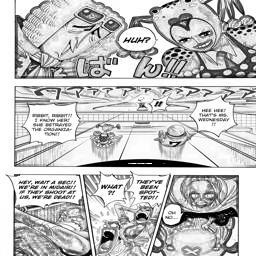 HUH?
ばん!!
RIBBIT, RIBBIT!!
I KNOW HER!
SHE BETRAYED
THE ORGANIZA-
TION!!
HEE HEE!
THAT'S MS.
WEDNESDAY
!!
HEY, WAIT A SEC!!
WE'RE IN MIDAIR!!
IF THEY SHOOT AT
US, WE'RE DEAD!!
WHAT
?!
THEY'VE
BEEN
SPOT-
TED!!
OH
NO...